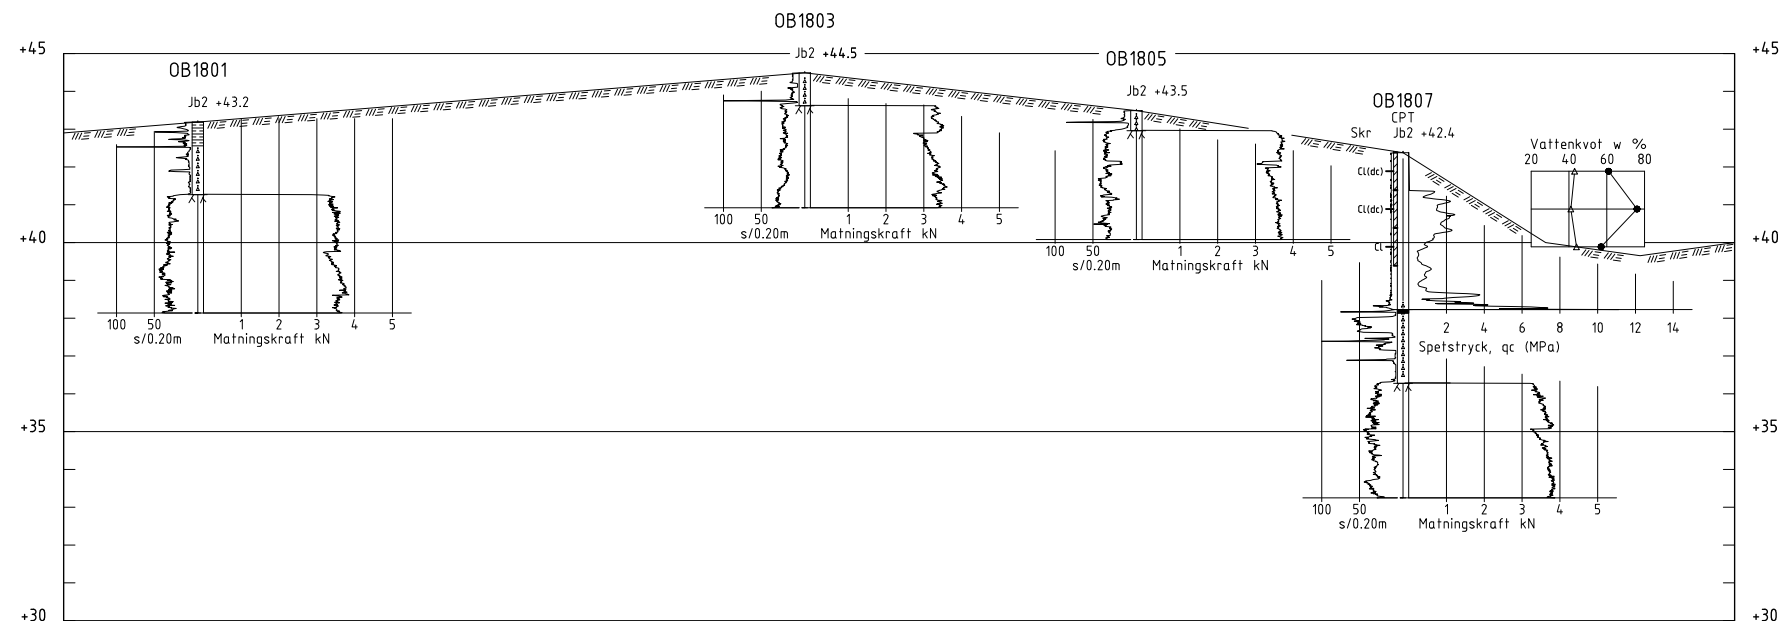 OB1803
+45
+45
Jb2 +44.5
OB1805
OB1801
Jb2 +43.5
OB1807
Jb2 +43.2
CPT
Skr Jb2 +42.4
Vattenkvot w %
20 40 60 80
Cl(dc)
Cl(dc)
100 50 1 2 3 4 5
s/0.20m Matningskraft kN
+40
+40
Cl
100 50 1 2 3 4 5
s/0.20m Matningskraft kN
100 50 1 2 3 4 5
s/0.20m Matningskraft kN
2 4 6 8 10 12 14
Spetstryck, qc (MPa)
+35
+35
100 50 1 2 3 4 5
s/0.20m Matningskraft kN
+30
+30